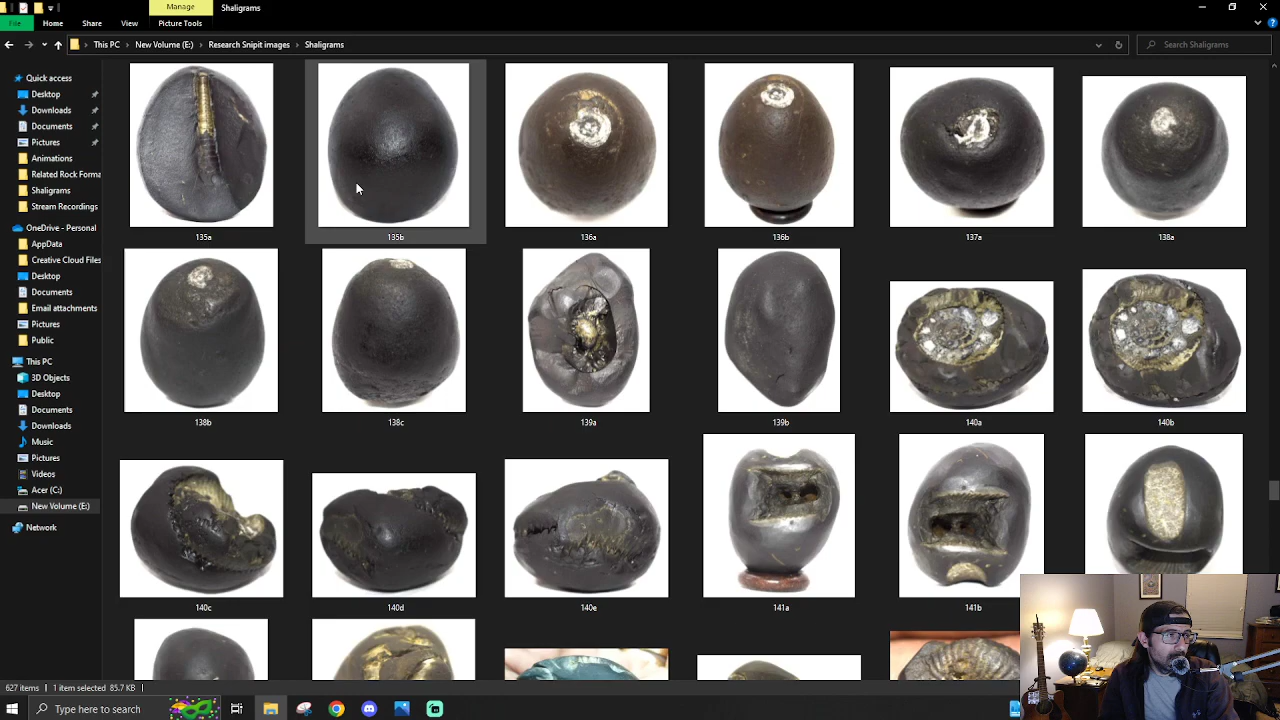 Manage
Shaligrams
File
Home
Share
View
Picture Tools
This PC
New Volume (E:)
Research Snipit images
Shaligrams
Search Shaligrams
Quick access
Desktop
Downloads
Documents
Pictures
Animations
Related Rock Forma
Shaligrams
Stream Recordings
OneDrive - Personal
AppData
Creative Cloud Files
Desktop
Documents
Email attachments
Pictures
Public
This PC
3D Objects
Desktop
Documents
Downloads
Music
Pictures
Videos
Acer (C:)
New Volume (E:)
Network
135a
135b
136a
136b
137a
138a
138b
138c
139a
139b
140a
140b
140c
140d
140e
141a
141b
627 items
1 item selected 85.7 KB
Type here to search